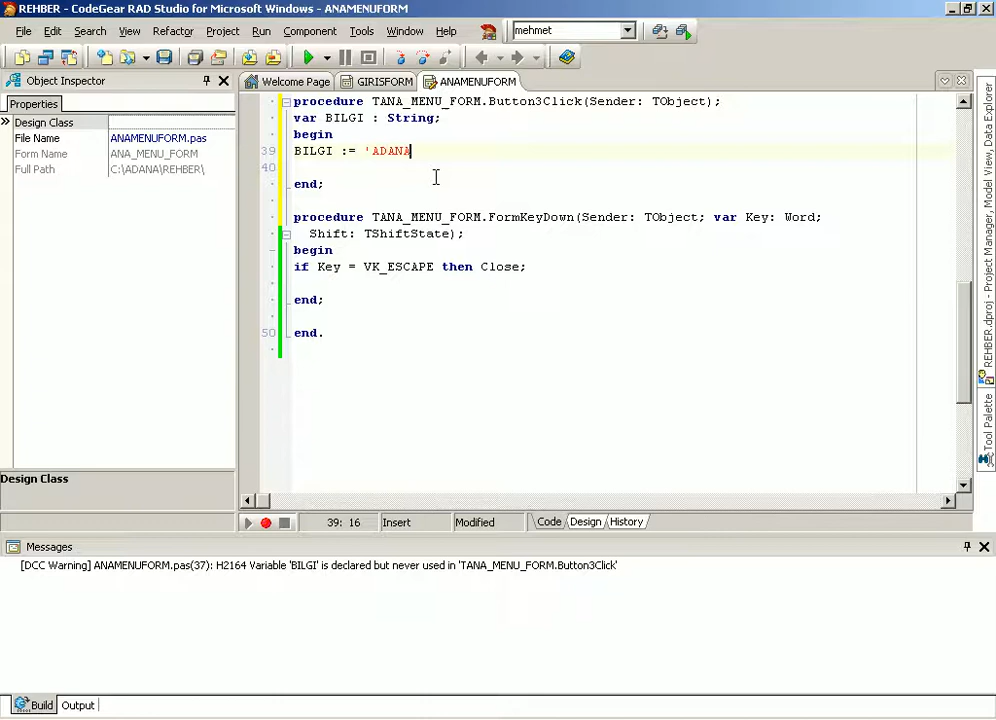 REHBER - CodeGear RAD Studio for Microsoft Windows - ANAMENUFORM
File Edit Search View Refactor Project Run Component Tools Window Help mehmet
Object Inspector
Welcome Page GIRISFORM ANAMENUFORM
Properties
Design Class
File Name ANAMENUFORM.pas
Form Name ANA_MENU_FORM
Full Path C:\ADANA\REHBER\
Design Class
procedure TANA_MENU_FORM.Button3Click(Sender: TObject);
var BILGI : String;
begin
39 BILGI := 'ADANA
40
end;
procedure TANA_MENU_FORM.FormKeyDown(Sender: TObject; var Key: Word;
Shift: TShiftState);
begin
if Key = VK_ESCAPE then Close;
end;
50 end.
REHBER.dproj - Project Manager, Model View, Data Explorer
Tool Palette
39: 16 Insert Modified Code Design History
Messages
[DCC Warning] ANAMENUFORM.pas(37): H2164 Variable 'BILGI' is declared but never used in 'TANA_MENU_FORM.Button3Click'
Build Output